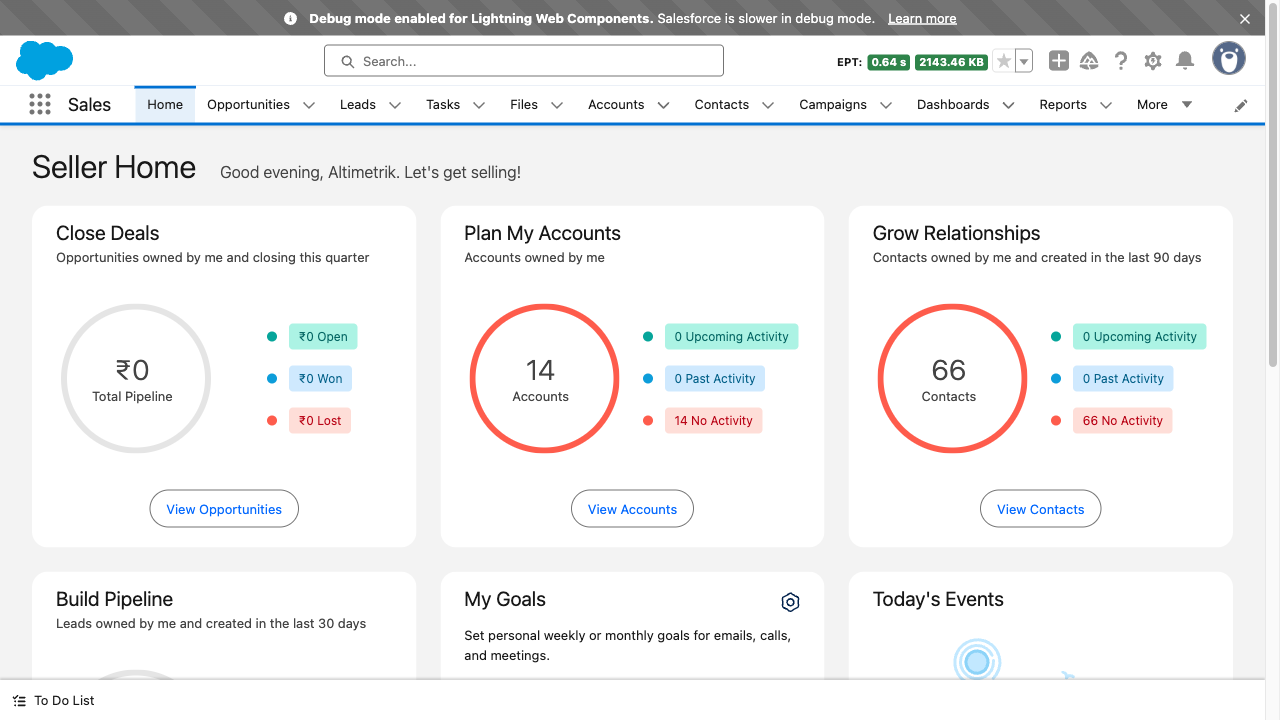 Debug mode enabled for Lightning Web Components. Salesforce is slower in debug mode. Learn more
Search...
EPT: 0.64 s 2143.46 KB
Sales Home Opportunities Leads Tasks Files Accounts Contacts Campaigns Dashboards Reports More
Seller Home Good evening, Altimetrik. Let's get selling!
Close Deals
Opportunities owned by me and closing this quarter
₹0
Total Pipeline
₹0 Open
₹0 Won
₹0 Lost
View Opportunities
Plan My Accounts
Accounts owned by me
14
Accounts
0 Upcoming Activity
0 Past Activity
14 No Activity
View Accounts
Grow Relationships
Contacts owned by me and created in the last 90 days
66
Contacts
0 Upcoming Activity
0 Past Activity
66 No Activity
View Contacts
Build Pipeline
Leads owned by me and created in the last 30 days
My Goals
Set personal weekly or monthly goals for emails, calls,
and meetings.
Today's Events
To Do List